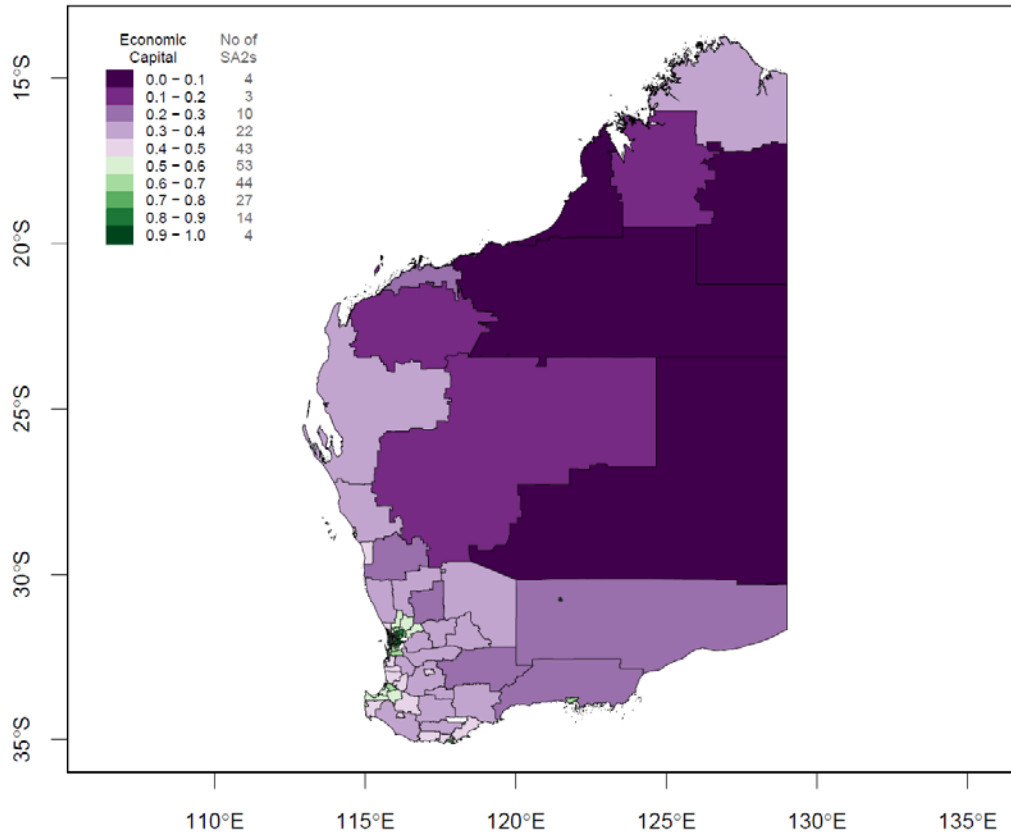 Economic Capital No of SA2s
0.0 – 0.1 4
0.1 – 0.2 3
0.2 – 0.3 10
0.3 – 0.4 22
0.4 – 0.5 43
0.5 – 0.6 53
0.6 – 0.7 44
0.7 – 0.8 27
0.8 – 0.9 14
0.9 – 1.0 4
15°S
20°S
25°S
30°S
35°S
110°E 115°E 120°E 125°E 130°E 135°E